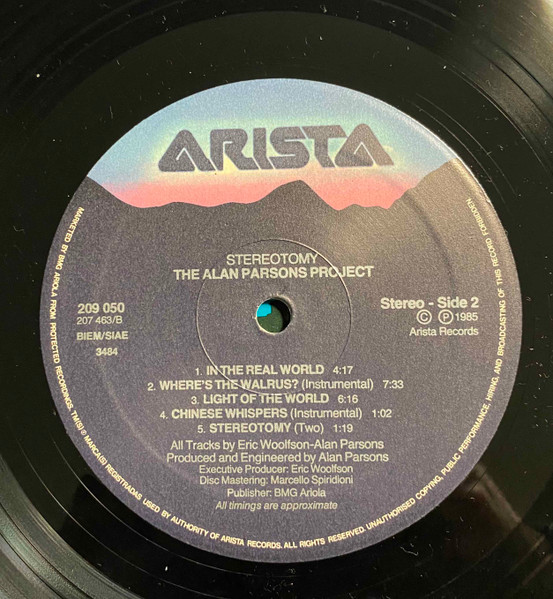 ARISTA
STEREOTOMY
THE ALAN PARSONS PROJECT
209 050
207 463/B
BIEM/SIAE
3484
Stereo - Side 2
Ⓒ Ⓟ 1985
Arista Records
1. IN THE REAL WORLD 4:17
2. WHERE'S THE WALRUS? (Instrumental) 7:33
3. LIGHT OF THE WORLD 6:16
4. CHINESE WHISPERS (Instrumental) 1:02
5. STEREOTOMY (Two) 1:19
All Tracks by Eric Woolfson-Alan Parsons
Produced and Engineered by Alan Parsons
Executive Producer: Eric Woolfson
Disc Mastering: Marcello Spiridioni
Publisher: BMG Ariola
All timings are approximate
MARKETED BY BMG ARIOLA FROM PROTECTED RECORDINGS. TM(S) ® MARCA(S) REGISTRADAS USED BY AUTHORITY OF ARISTA RECORDS. ALL RIGHTS RESERVED. UNAUTHORISED COPYING, PUBLIC PERFORMANCE, HIRING, AND BROADCASTING OF THIS RECORD FORBIDDEN